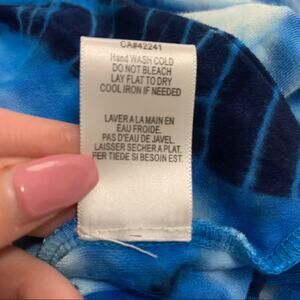 CA#42241
Hand WASH COLD
DO NOT BLEACH
LAY FLAT TO DRY
COOL IRON IF NEEDED
LAVER A LA MAIN EN
EAU FROIDE.
PAS D'EAU DE JAVEL.
LAISSER SECHER A PLAT.
FER TIEDE SI BESOIN EST.